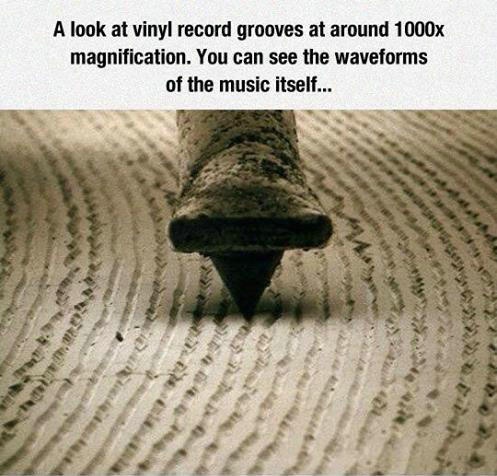 A look at vinyl record grooves at around 1000x
magnification. You can see the waveforms
of the music itself...